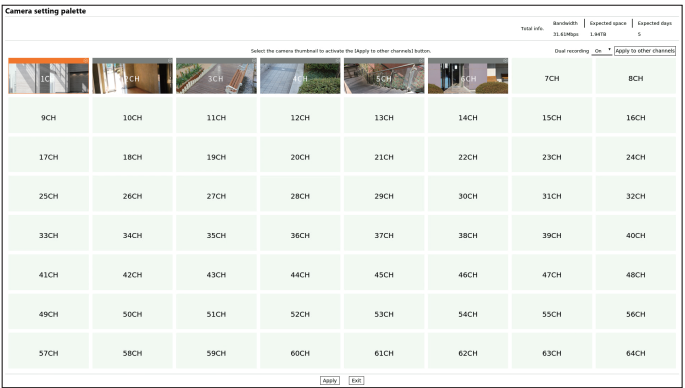 Camera setting palette
Total info. Bandwidth Expected space Expected days
31.61Mbps 1.94TB 5
Select the camera thumbnail to activate the [Apply to other channels] button. Dual recording On Apply to other channels
1CH 2CH 3CH 4CH 5CH 6CH 7CH 8CH
9CH 10CH 11CH 12CH 13CH 14CH 15CH 16CH
17CH 18CH 19CH 20CH 21CH 22CH 23CH 24CH
25CH 26CH 27CH 28CH 29CH 30CH 31CH 32CH
33CH 34CH 35CH 36CH 37CH 38CH 39CH 40CH
41CH 42CH 43CH 44CH 45CH 46CH 47CH 48CH
49CH 50CH 51CH 52CH 53CH 54CH 55CH 56CH
57CH 58CH 59CH 60CH 61CH 62CH 63CH 64CH
Apply Exit